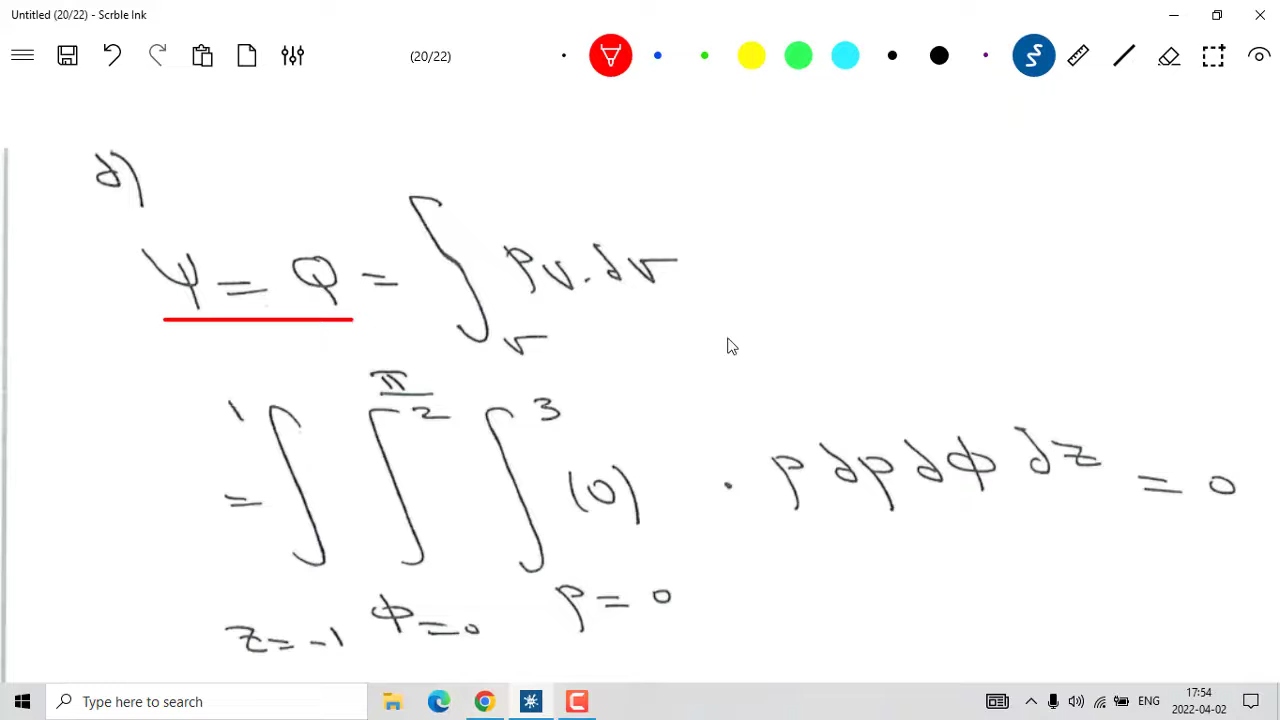 Untitled (20/22) - Scrble Ink
(20/22)
d)
ψ = Q = ∫ ρv . dv
v
= ∫ ∫ ∫ (0) . ρ dρ dφ dz = 0
1 π/2 3
z = -1 φ = 0 ρ = 0
Type here to search
ENG
17:54
2022-04-02